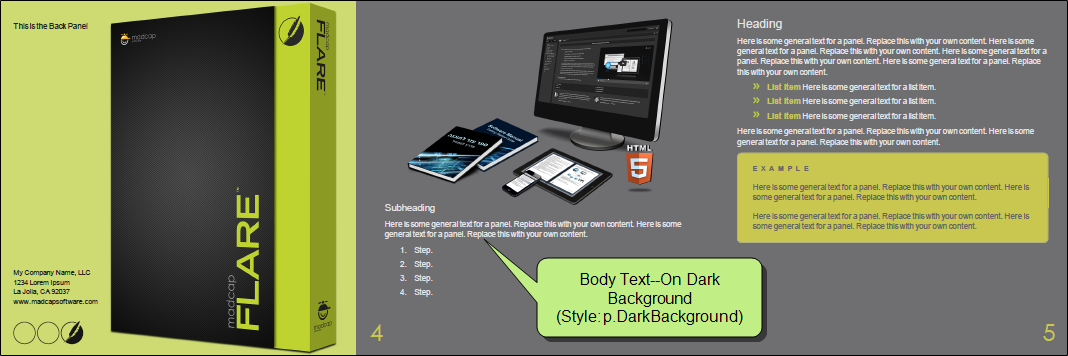 This is the Back Panel
madcap
FLARE™
madcap
madcap
FLARE™
madcap
My Company Name, LLC
1234 Lorem Ipsum
La Jolla, CA 92037
www.madcapsoftware.com
Software Manual
HTML
5
Subheading
Here is some general text for a panel. Replace this with your own content. Here is some
general text for a panel. Replace this with your own content.
1. Step.
2. Step.
3. Step.
4. Step.
Body Text--On Dark
Background
(Style: p.DarkBackground)
4
Heading
Here is some general text for a panel. Replace this with your own content. Here is some
general text for a panel. Replace this with your own content. Here is some general text for a
panel. Replace this with your own content. Here is some general text for a panel. Replace
this with your own content.
» List Item Here is some general text for a list item.
» List Item Here is some general text for a list item.
» List Item Here is some general text for a list item.
Here is some general text for a panel. Replace this with your own content. Here is some
general text for a panel. Replace this with your own content.
EXAMPLE
Here is some general text for a panel. Replace this with your own content. Here is
some general text for a panel. Replace this with your own content.
Here is some general text for a panel. Replace this with your own content. Here is
some general text for a panel. Replace this with your own content.
5